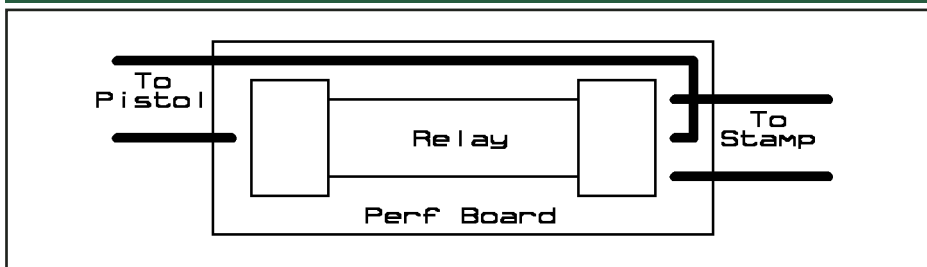 To
Pistol
Relay
To
Stamp
Perf Board